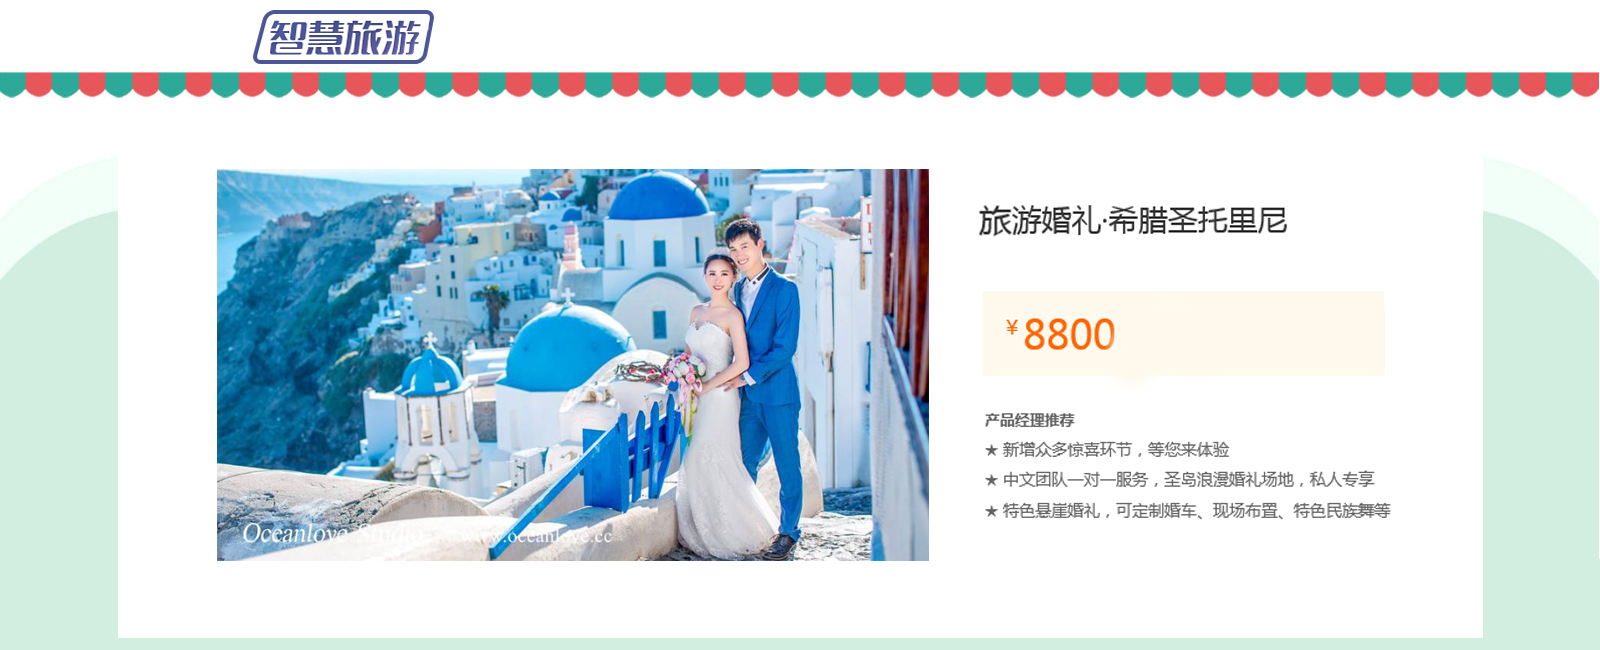 智慧旅游
旅游婚礼·希腊圣托里尼
¥8800
产品经理推荐
★ 新增众多惊喜环节，等您来体验
★ 中文团队一对一服务，圣岛浪漫婚礼场地，私人专享
★ 特色悬崖婚礼，可定制婚车、现场布置、特色民族舞等
Oceanlove Studio www.oceanlove.cc